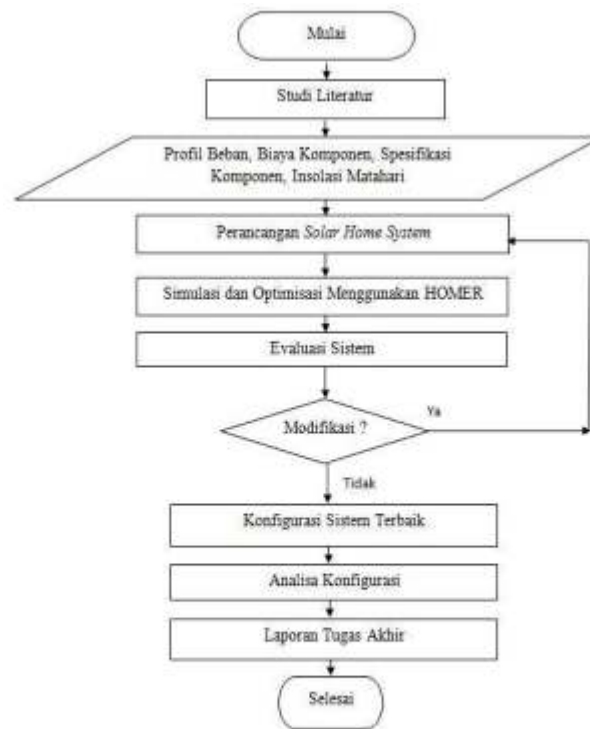 Mulai
Studi Literatur
Profil Beban, Biaya Komponen, Spesifikasi
Komponen, Insolasi Matahari
Perancangan Solar Home System
Simulasi dan Optimisasi Menggunakan HOMER
Evaluasi Sistem
Modifikasi ?
Ya
Tidak
Konfigurasi Sistem Terbaik
Analisa Konfigurasi
Laporan Tugas Akhir
Selesai